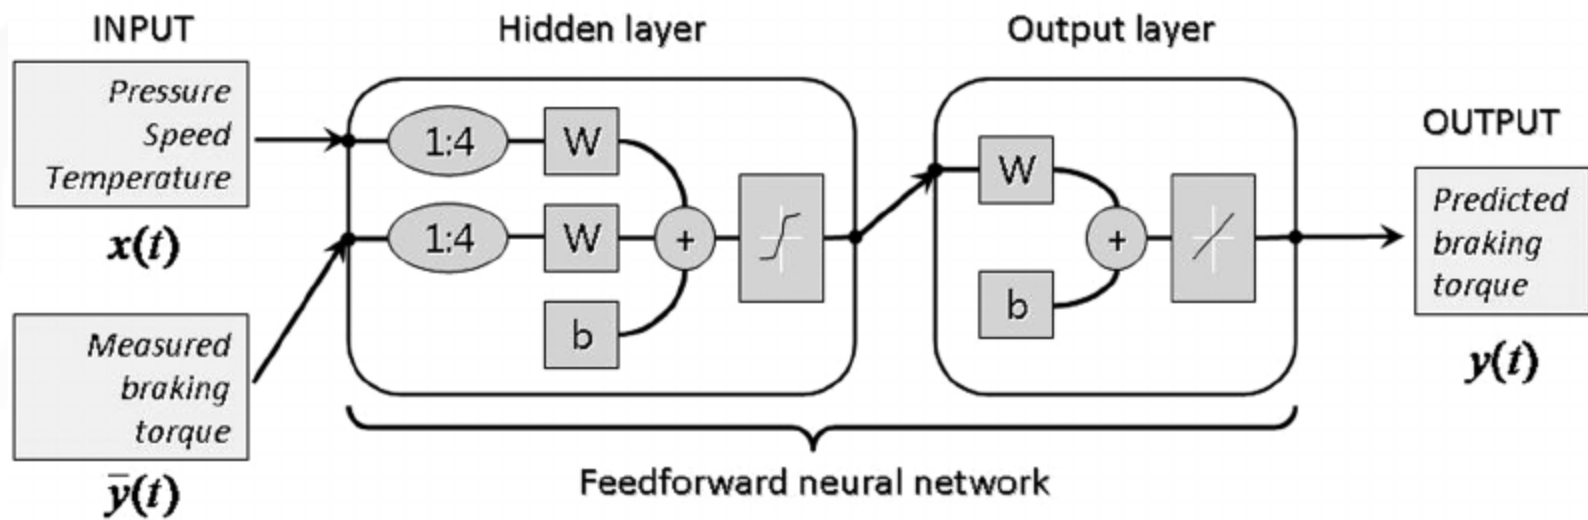 INPUT
Pressure
Speed
Temperature
x(t)
Measured
braking
torque
ȳ(t)
Hidden layer
1:4
W
1:4
W
+
b
Output layer
W
+
b
OUTPUT
Predicted
braking
torque
y(t)
Feedforward neural network